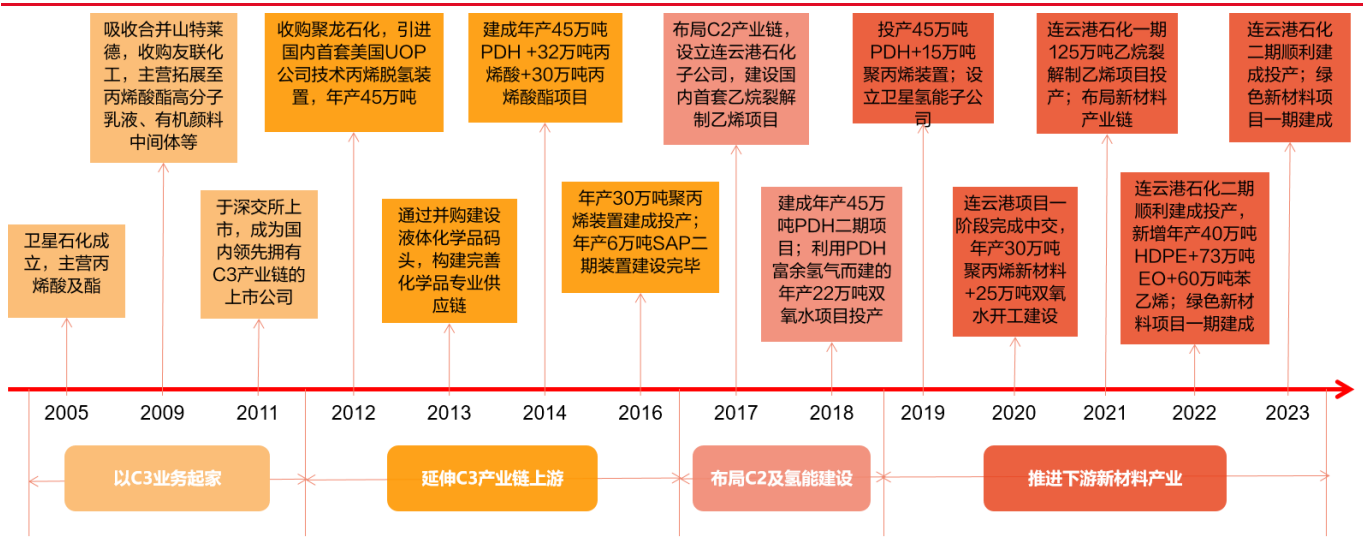 吸收合并山特莱
德，收购友联化
工，主营拓展至
丙烯酸酯高分子
乳液、有机颜料
中间体等
收购聚龙石化，引进
国内首套美国UOP
公司技术丙烯脱氢装
置，年产45万吨
建成年产45万吨
PDH +32万吨丙
烯酸+30万吨丙
烯酸酯项目
布局C2产业链，
设立连云港石化
子公司，建设国
内首套乙烷裂解
制乙烯项目
投产45万吨
PDH+15万吨
聚丙烯装置；设
立卫星氢能子公
司
连云港石化一期
125万吨乙烷裂
解制乙烯项目投
产；布局新材料
产业链
连云港石化
二期顺利建
成投产；绿
色新材料项
目一期建成
卫星石化成
立，主营丙
烯酸及酯
于深交所上
市，成为国
内领先拥有
C3产业链的
上市公司
通过并购建设
液体化学品码
头，构建完善
化学品专业供
应链
年产30万吨聚丙
烯装置建成投产；
年产6万吨SAP二
期装置建设完毕
建成年产45万
吨PDH二期项
目；利用PDH
富余氢气而建的
年产22万吨双
氧水项目投产
连云港项目一
阶段完成中交，
年产30万吨
聚丙烯新材料
+25万吨双氧
水开工建设
连云港石化二期
顺利建成投产，
新增年产40万吨
HDPE+73万吨
EO+60万吨苯
乙烯；绿色新材
料项目一期建成
2005
2009
2011
2012
2013
2014
2016
2017
2018
2019
2020
2021
2022
2023
以C3业务起家
延伸C3产业链上游
布局C2及氢能建设
推进下游新材料产业